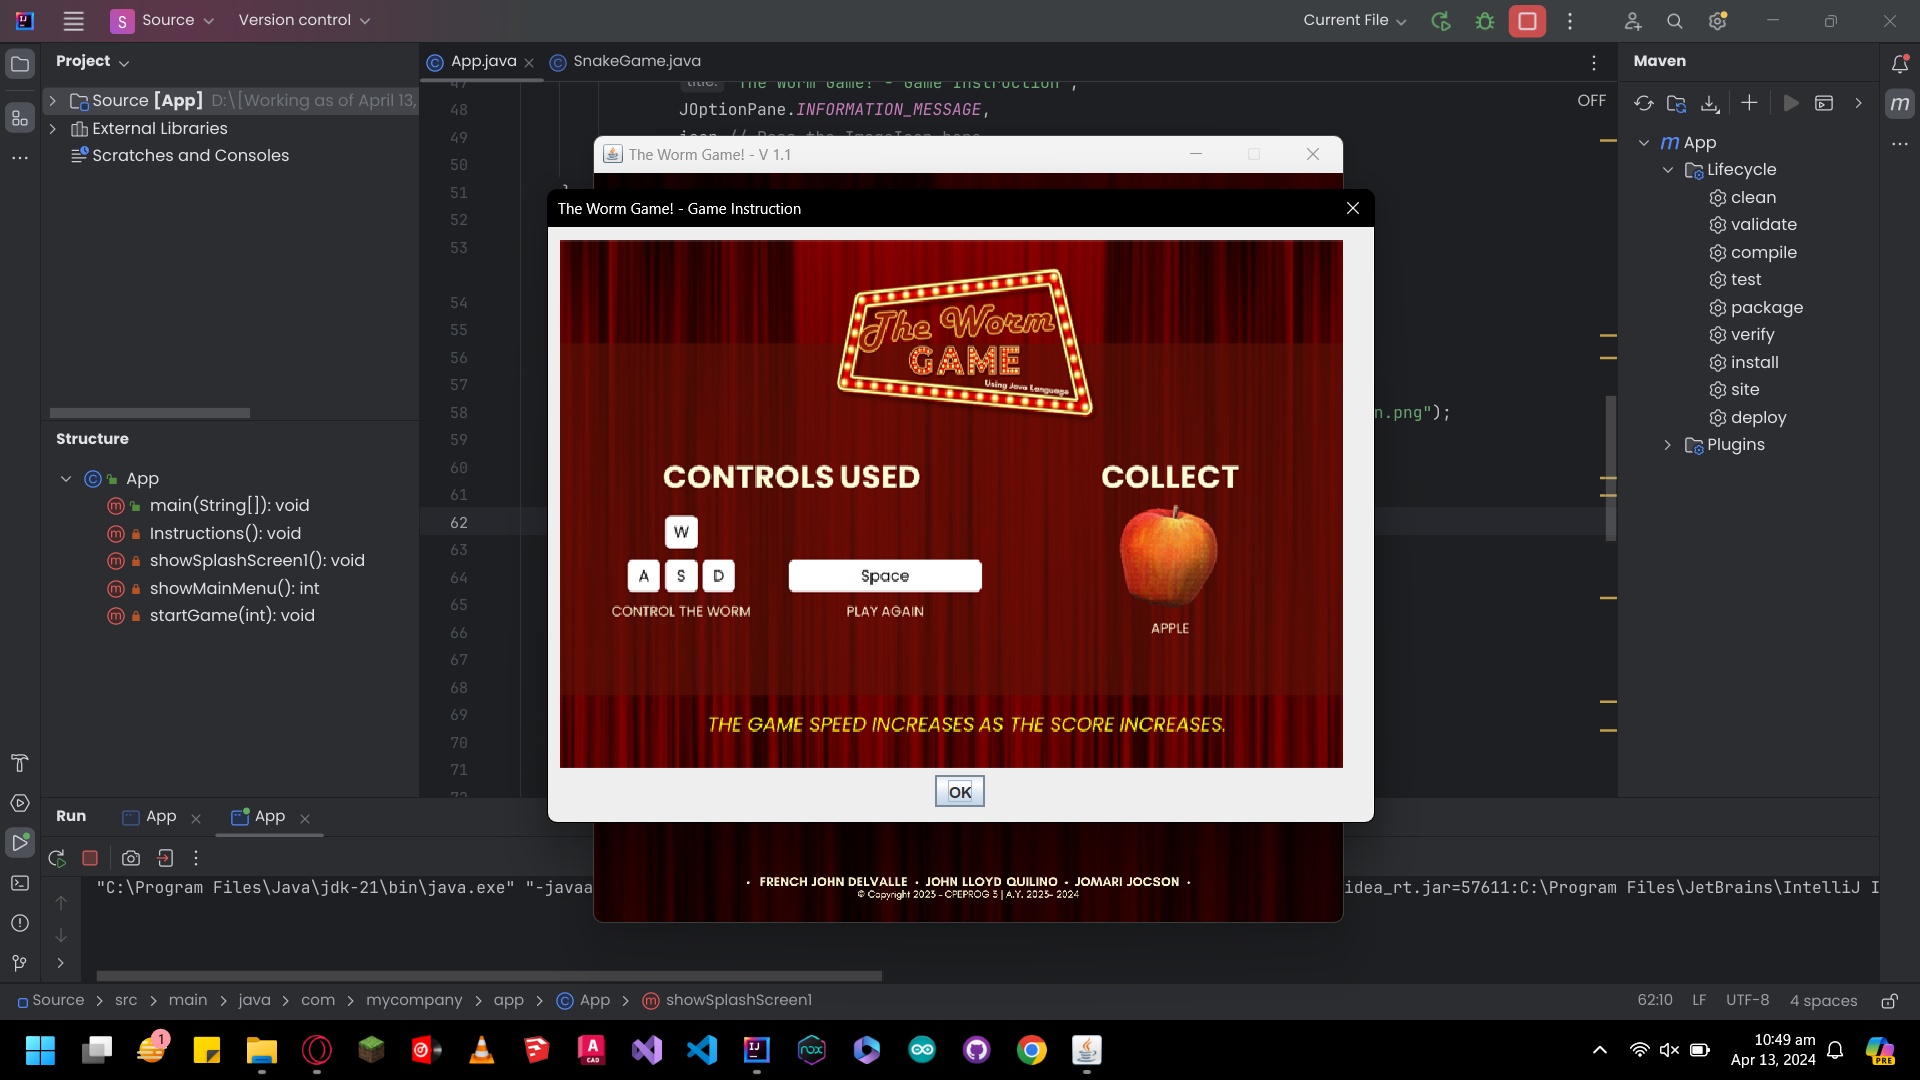 S Source Version control Current File
Project
App.java SnakeGame.java
Maven
Source [App] D:\[Working as of April 13,
External Libraries
Scratches and Consoles
47 title: "The Worm Game! - Game Instruction",
48 JOptionPane.INFORMATION_MESSAGE,
49 icon // Pass the ImageIcon here
OFF
50
51 }
52
53
54
55
56
57
58 n.png");
59
60
61
62
63
64
65
66
67
68
69
70
71
72
The Worm Game! - V 1.1
The Worm Game! - Game Instruction
The Worm
GAME
Using Java Language
CONTROLS USED
COLLECT
W
A S D
Space
CONTROL THE WORM
PLAY AGAIN
APPLE
THE GAME SPEED INCREASES AS THE SCORE INCREASES.
OK
• FRENCH JOHN DELVALLE • JOHN LLOYD QUILINO • JOMARI JOCSON •
© Copyright 2023 - CPEPROG 3 | A.Y. 2023- 2024
m App
Lifecycle
clean
validate
compile
test
package
verify
install
site
deploy
Plugins
Structure
App
main(String[]): void
Instructions(): void
showSplashScreen1(): void
showMainMenu(): int
startGame(int): void
Run App App
"C:\Program Files\Java\jdk-21\bin\java.exe" "-javaa
idea_rt.jar=57611:C:\Program Files\JetBrains\IntelliJ I
Source > src > main > java > com > mycompany > app > App > showSplashScreen1
62:10 LF UTF-8 4 spaces
1
10:49 am
Apr 13, 2024
PRE